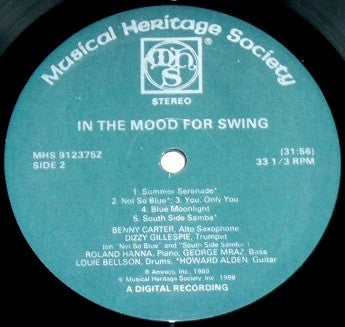 Musical Heritage Society
mhs
®
STEREO
IN THE MOOD FOR SWING
MHS 912375Z
SIDE 2
(31:56)
33 1/3 RPM
1. Summer Serenade*
2. Not So Blue*; 3. You, Only You
4. Blue Moonlight
5. South Side Samba*
BENNY CARTER, Alto Saxophone
DIZZY GILLESPIE, Trumpet
(on "Not So Blue" and "South Side Samba")
ROLAND HANNA, Piano, GEORGE MRAZ, Bass
LOUIE BELLSON, Drums, *HOWARD ALDEN, Guitar
℗ Amreco, Inc., 1989
© Musical Heritage Society, Inc., 1989
A DIGITAL RECORDING